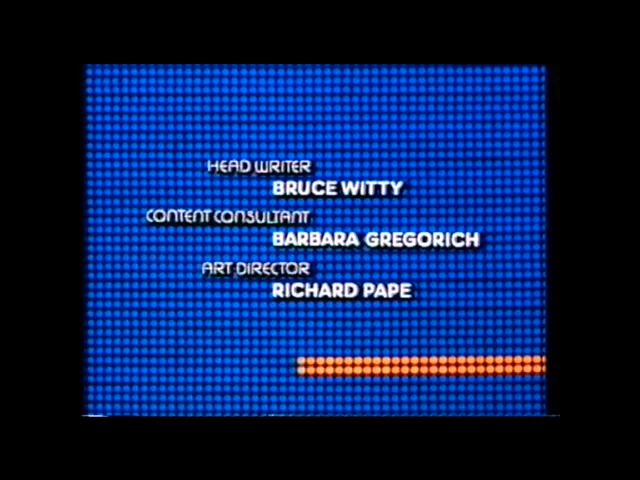 HEAD WRITER
BRUCE WITTY
CONTENT CONSULTANT
BARBARA GREGORICH
ART DIRECTOR
RICHARD PAPE